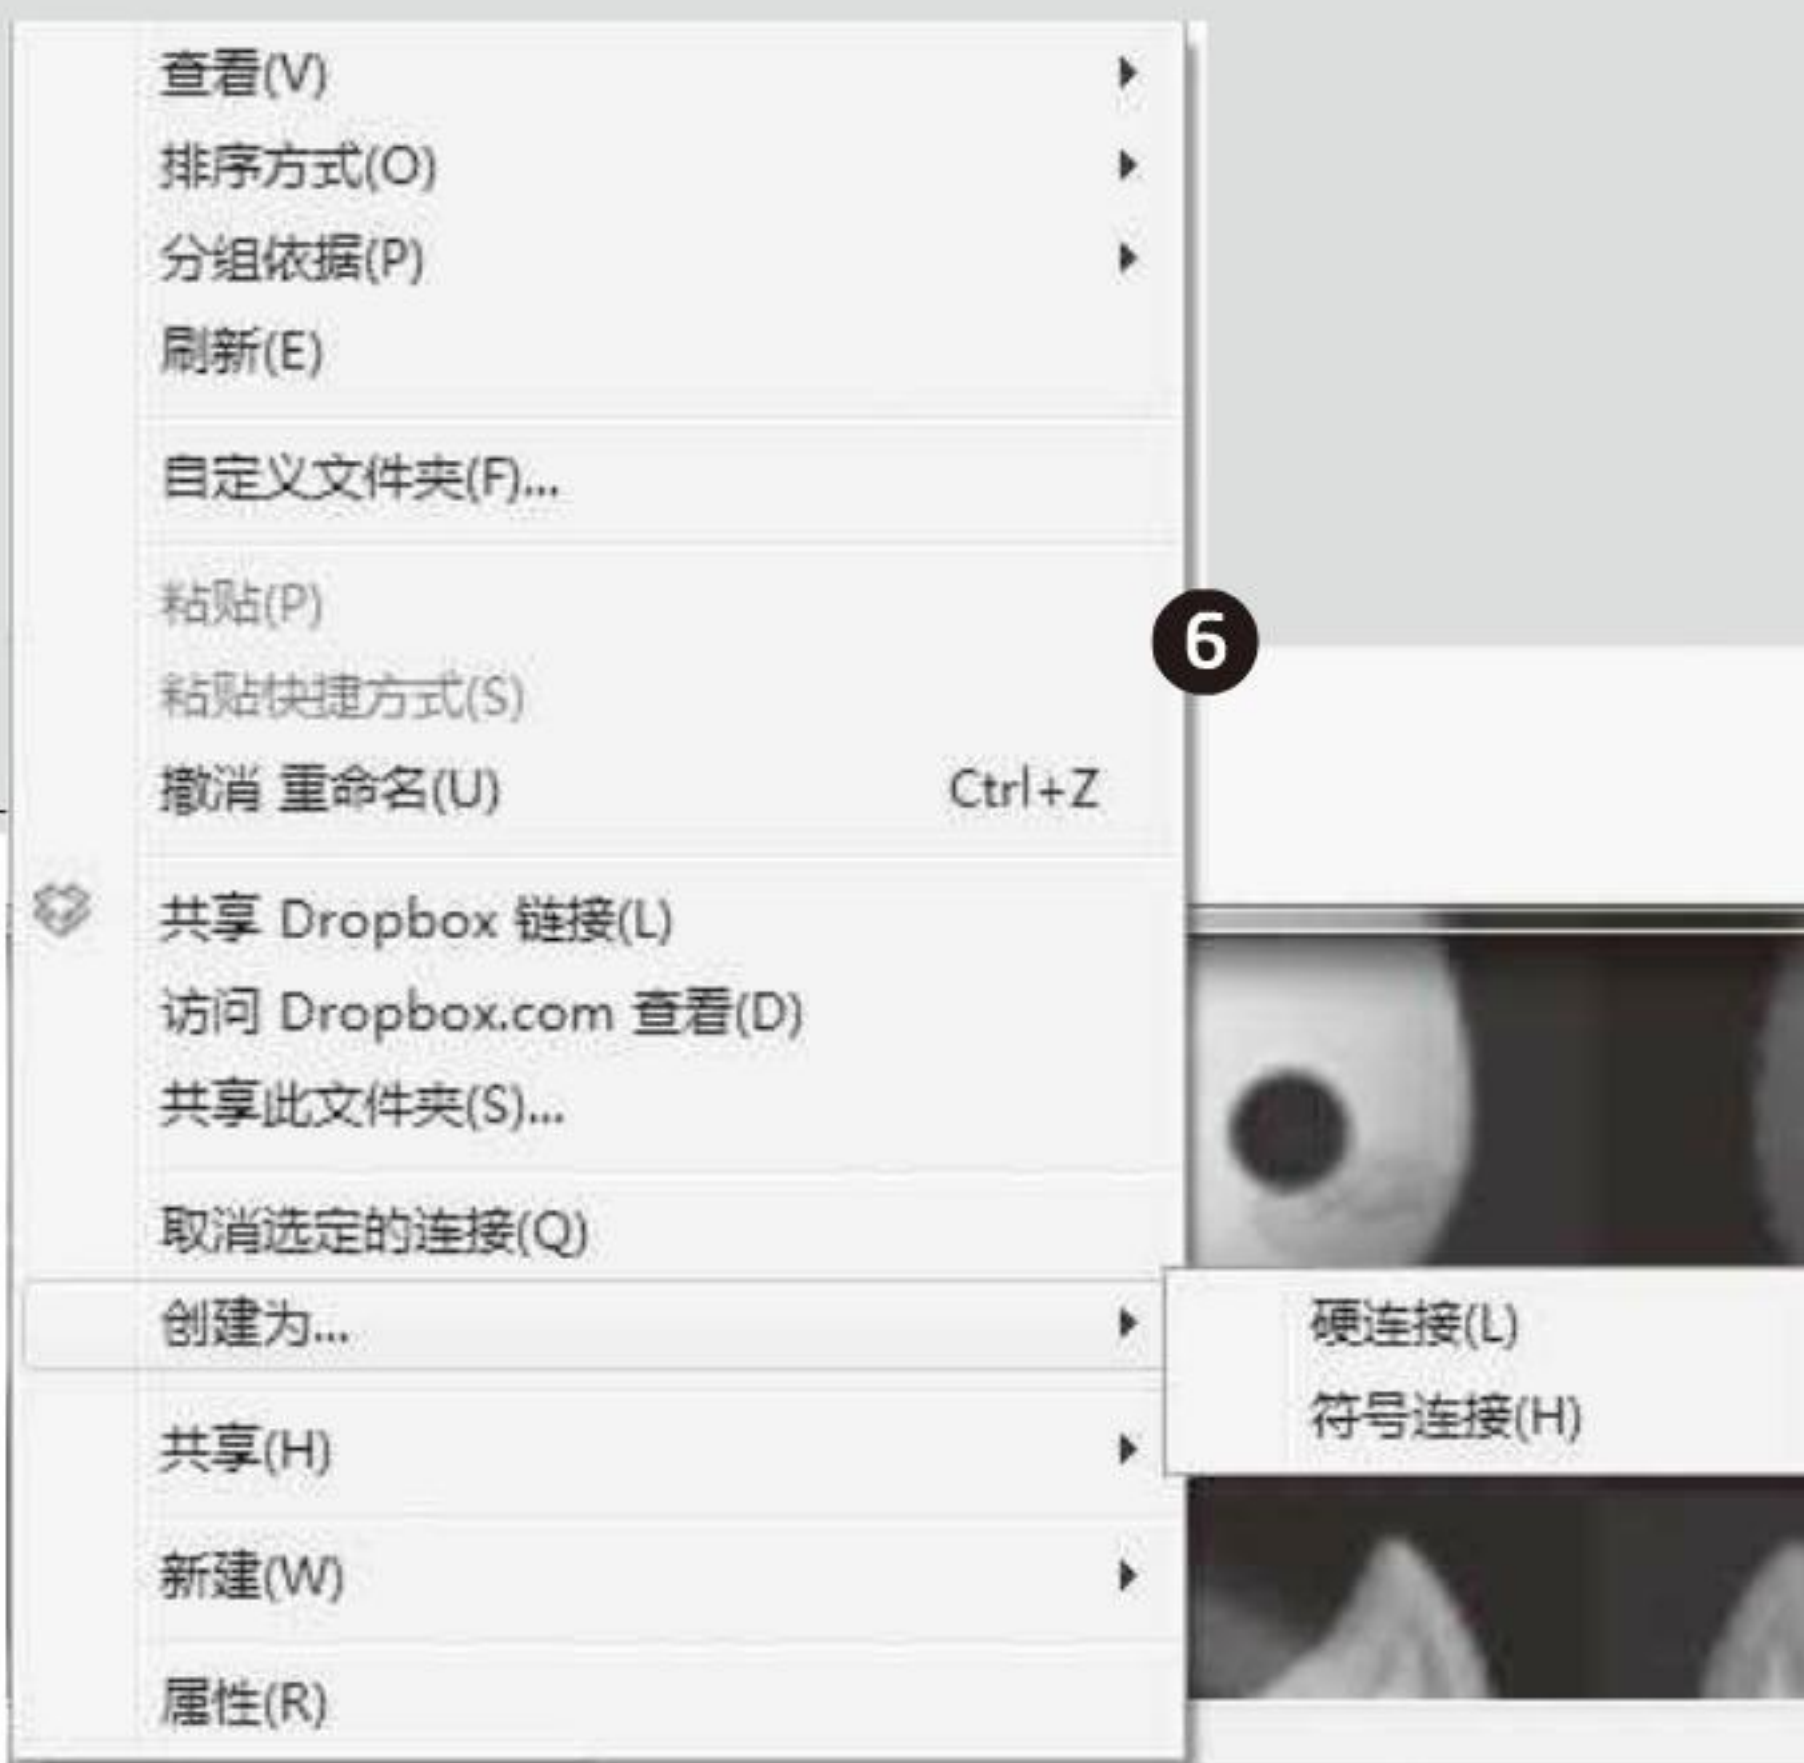 查看(V)
排序方式(O)
分组依据(P)
刷新(E)
自定义文件夹(F)...
粘贴(P)
粘贴快捷方式(S)
撤消 重命名(U) Ctrl+Z
6
共享 Dropbox 链接(L)
访问 Dropbox.com 查看(D)
共享此文件夹(S)...
取消选定的连接(Q)
创建为...
硬连接(L)
符号连接(H)
共享(H)
新建(W)
属性(R)